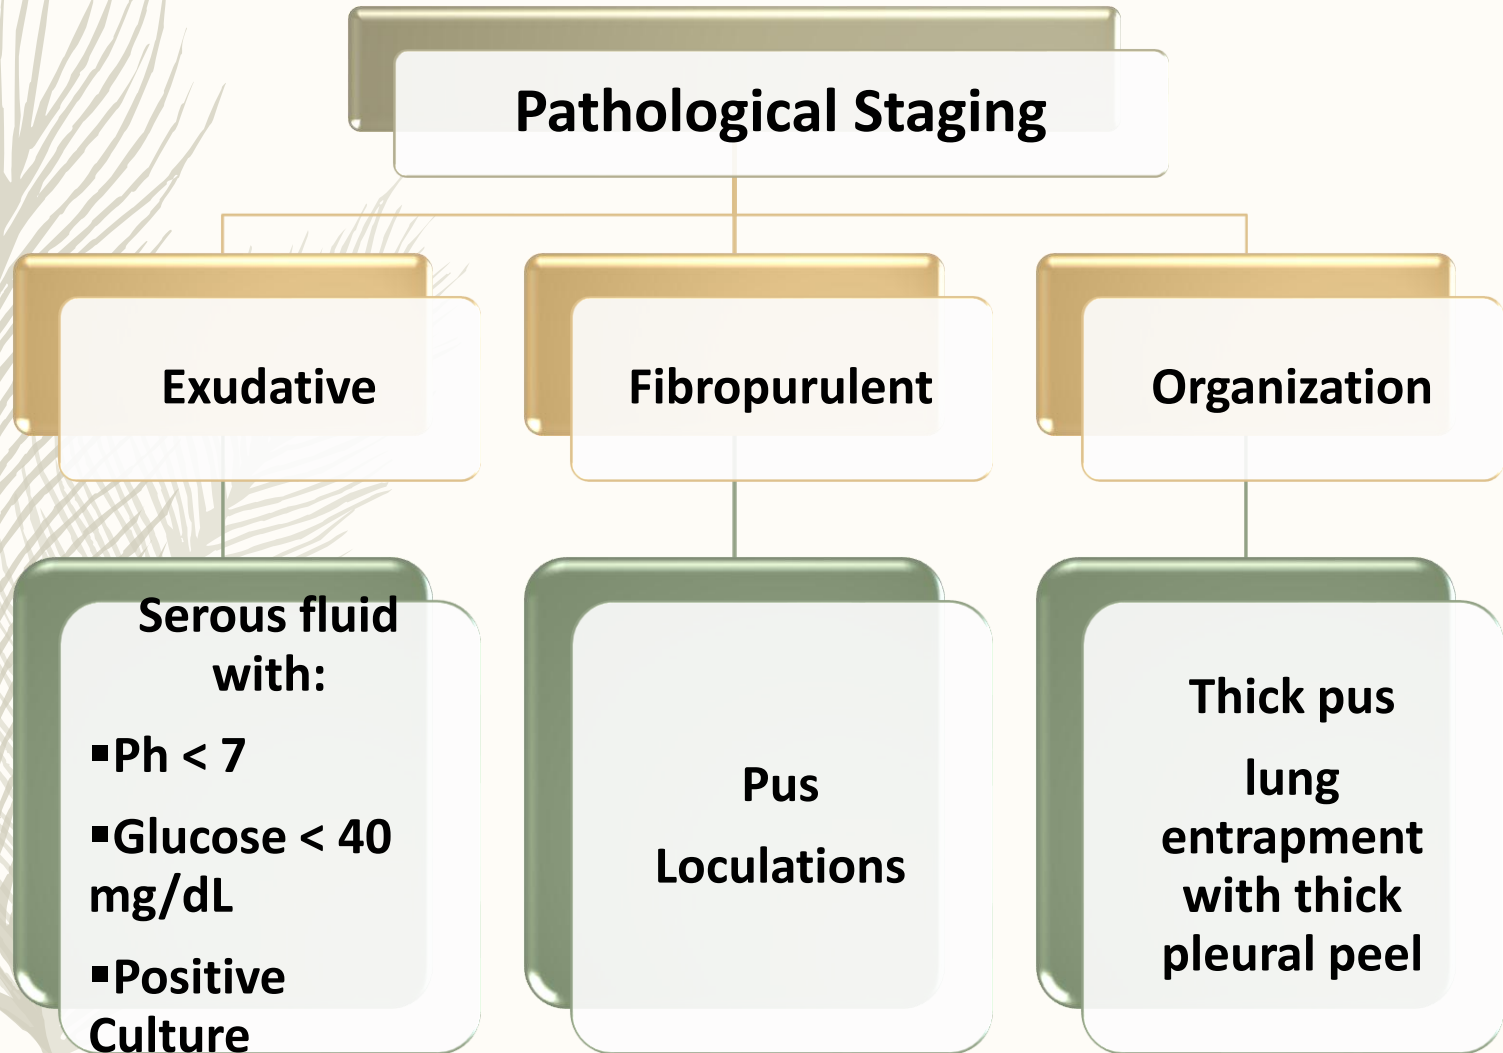 Pathological Staging
Exudative
Fibropurulent
Organization
Serous fluid
with:
▪Ph < 7
▪Glucose < 40
mg/dL
▪Positive
Culture
Pus
Loculations
Thick pus
lung
entrapment
with thick
pleural peel